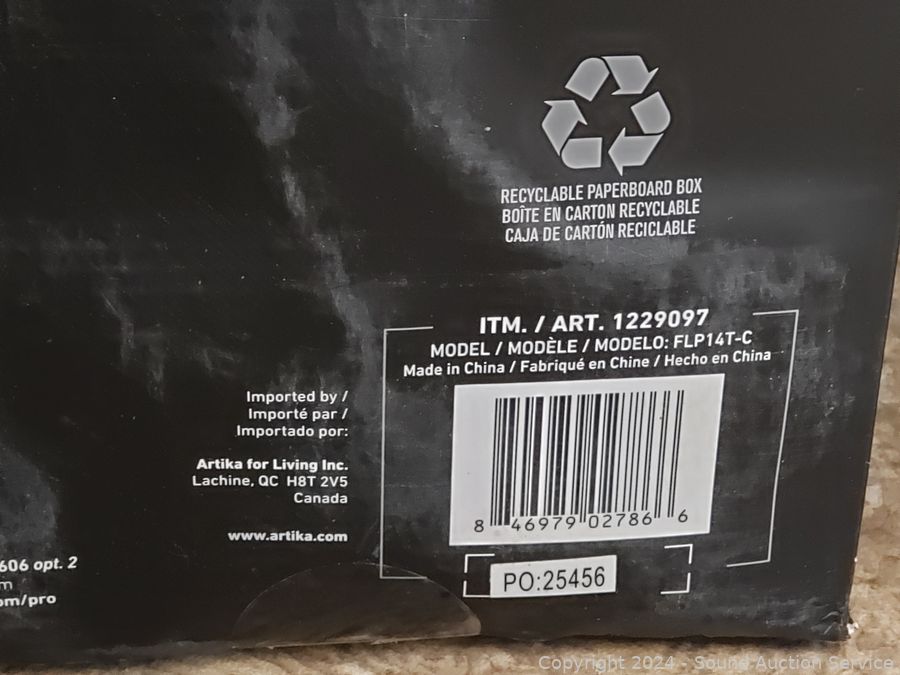 RECYCLABLE PAPERBOARD BOX
BOÎTE EN CARTON RECYCLABLE
CAJA DE CARTÓN RECICLABLE
ITM. / ART. 1229097
MODEL / MODÈLE / MODELO: FLP14T-C
Made in China / Fabriqué en Chine / Hecho en China
8 46979 02786 6
PO:25456
Imported by /
Importé par /
Importado por:
Artika for Living Inc.
Lachine, QC H8T 2V5
Canada
www.artika.com
606 opt. 2
m
om/pro
Copyright 2024 - Sound Auction Service